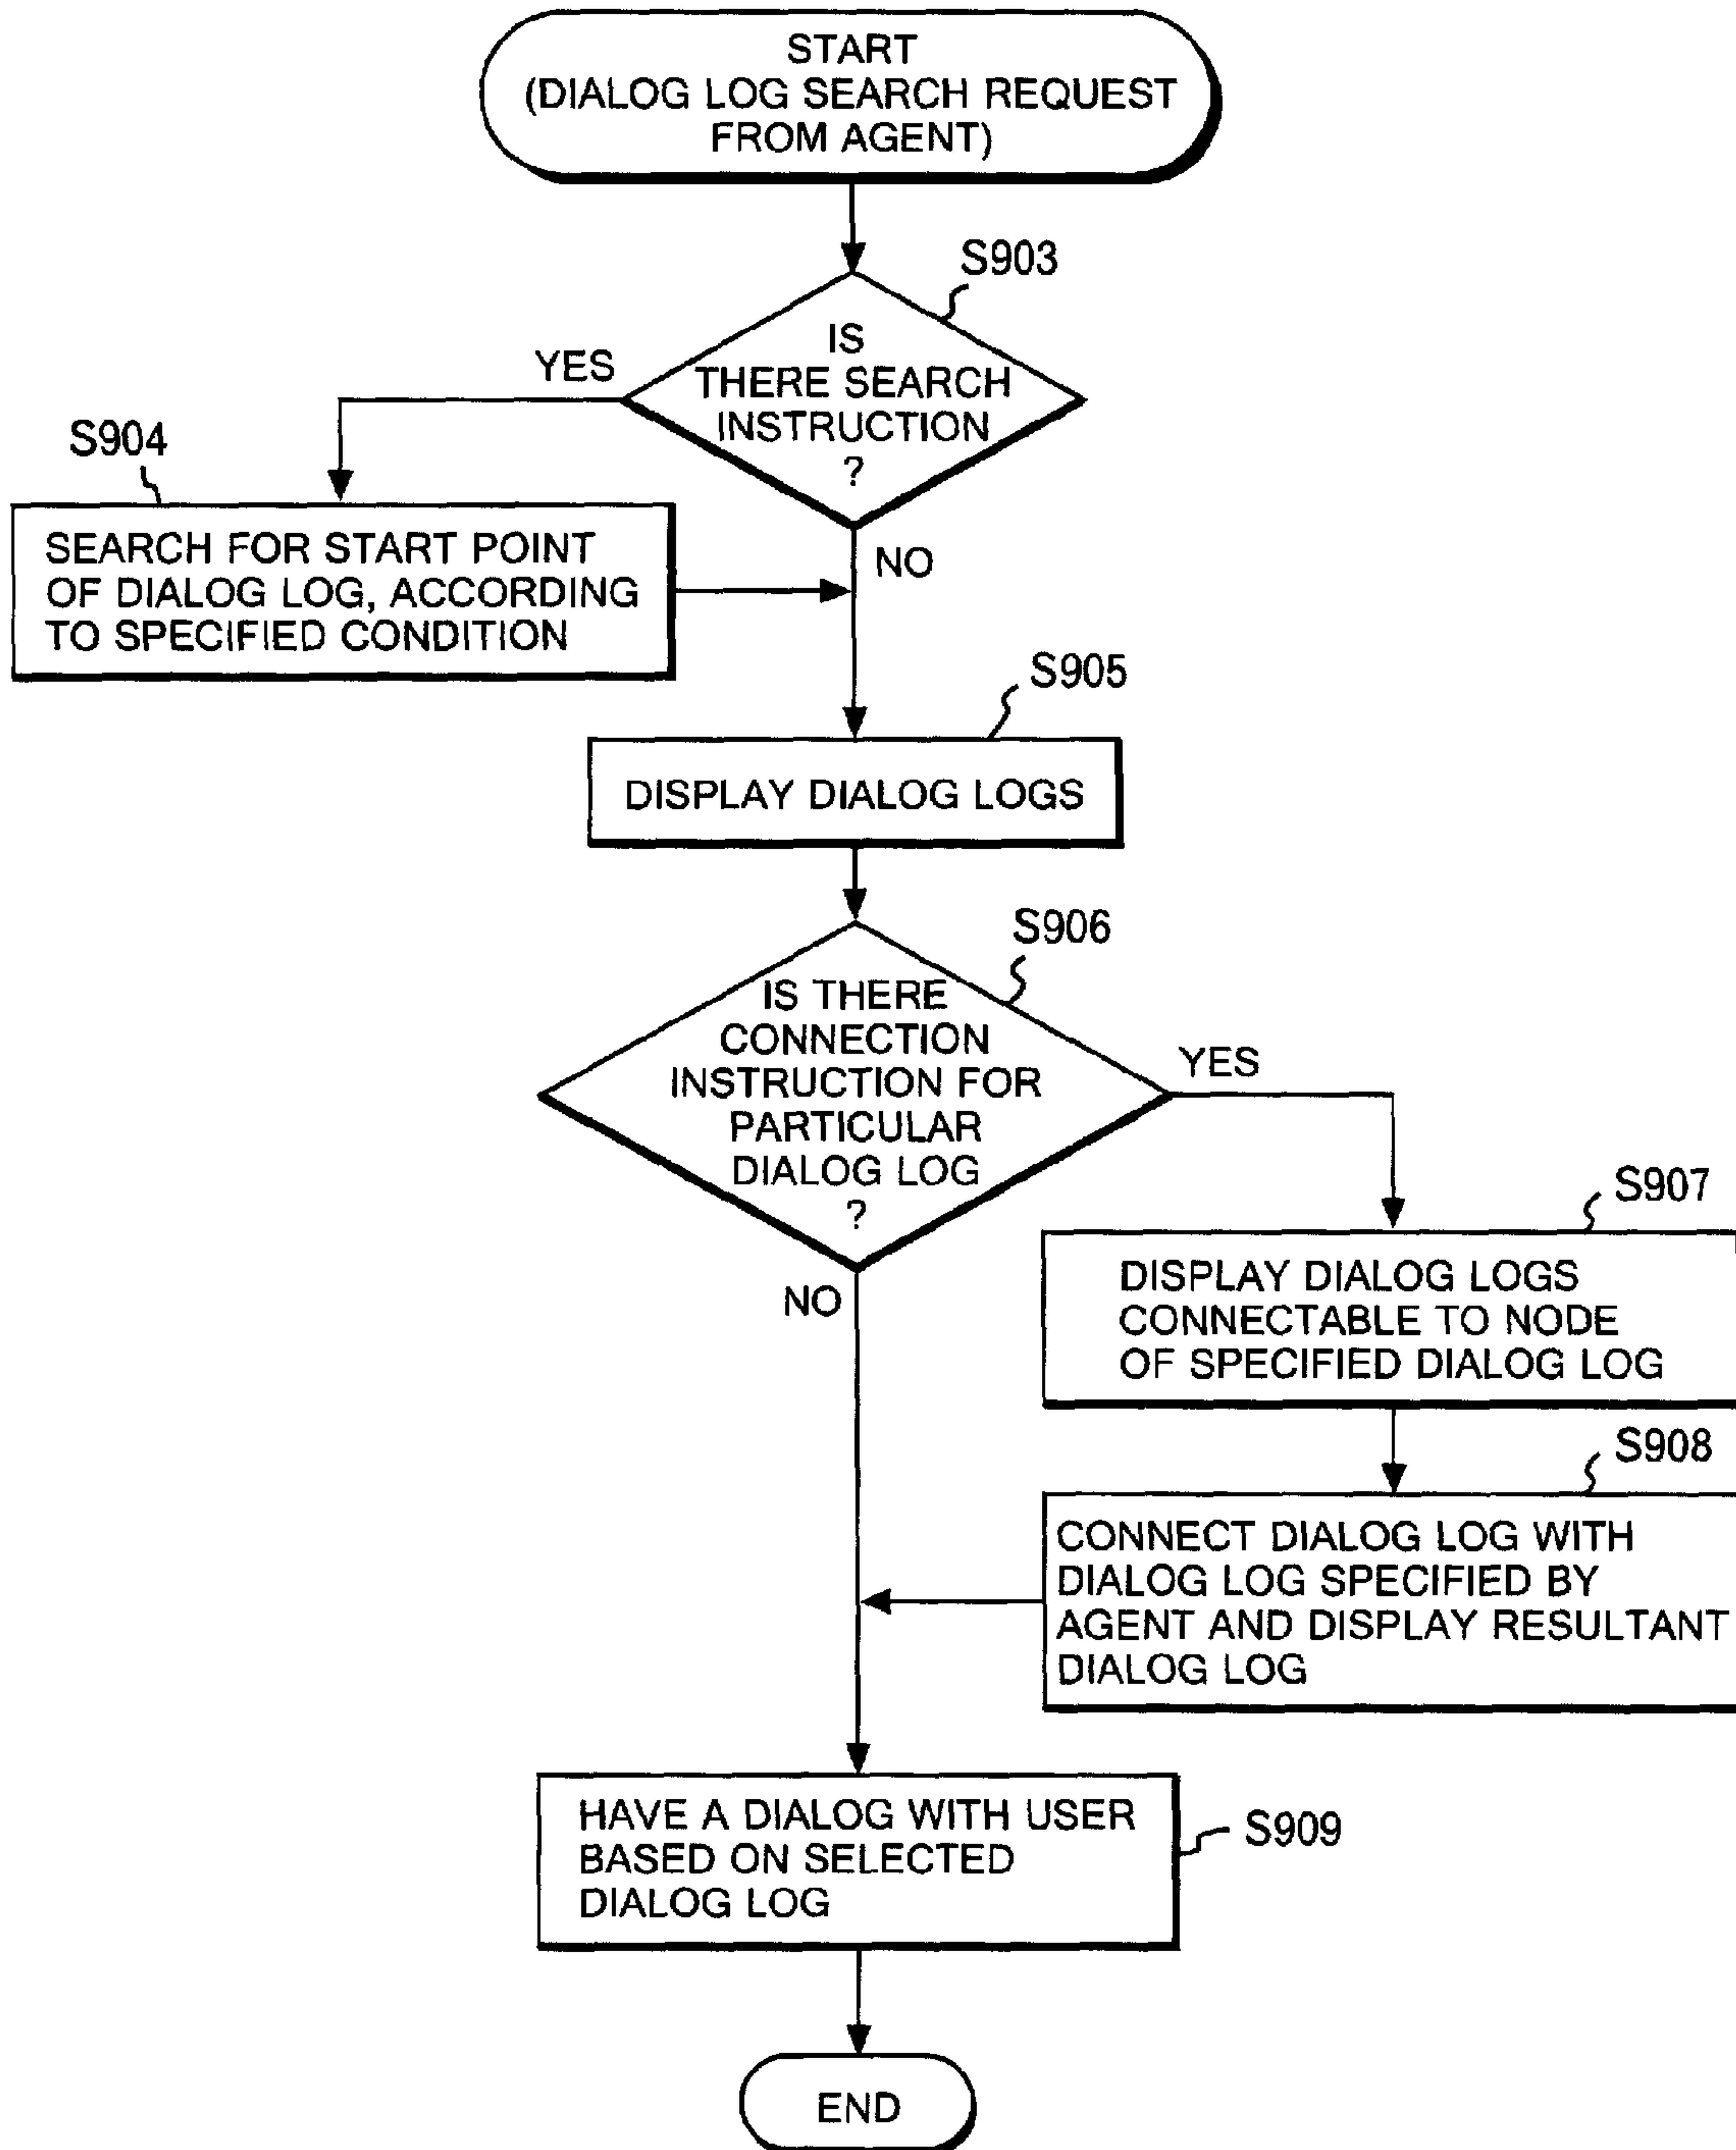 START
(DIALOG LOG SEARCH REQUEST
FROM AGENT)
S903
IS
THERE SEARCH
INSTRUCTION
?
YES
NO
S904
SEARCH FOR START POINT
OF DIALOG LOG, ACCORDING
TO SPECIFIED CONDITION
S905
DISPLAY DIALOG LOGS
S906
IS THERE
CONNECTION
INSTRUCTION FOR
PARTICULAR
DIALOG LOG
?
YES
NO
S907
DISPLAY DIALOG LOGS
CONNECTABLE TO NODE
OF SPECIFIED DIALOG LOG
S908
CONNECT DIALOG LOG WITH
DIALOG LOG SPECIFIED BY
AGENT AND DISPLAY RESULTANT
DIALOG LOG
HAVE A DIALOG WITH USER
BASED ON SELECTED
DIALOG LOG
S909
END